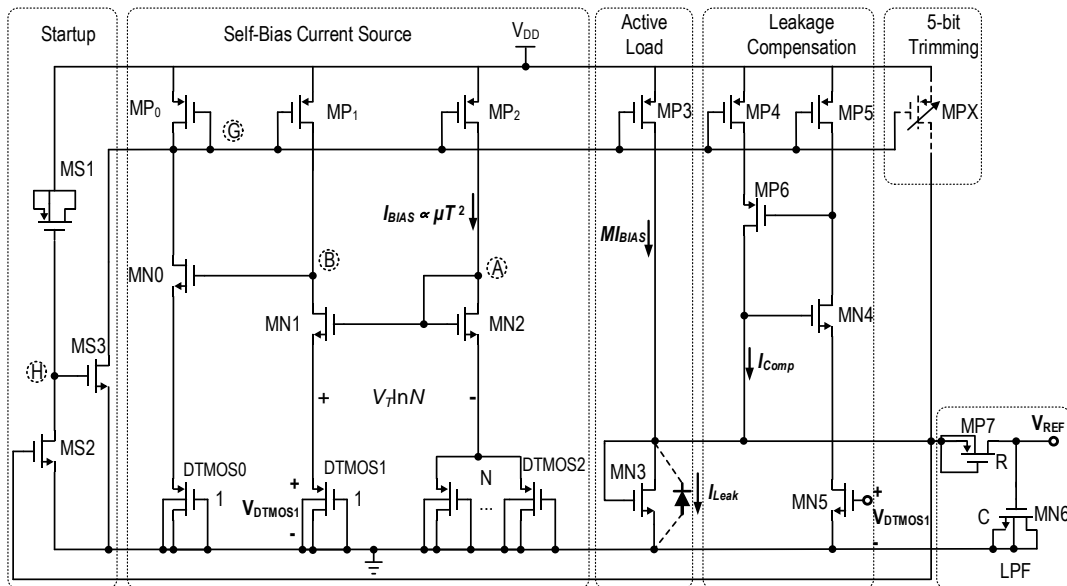 Startup
Self-Bias Current Source
Active
Load
Leakage
Compensation
5-bit
Trimming
VDD
MP0
MP1
MP2
MP3
MP4
MP5
MPX
G
MS1
MP6
IBIAS ∝ μT²
MIBIAS
B
A
MN0
MN1
MN2
MN4
MS3
H
IComp
+
VTlnN
-
MS2
MP7
VREF
R
DTMOS0
1
DTMOS1
1
+
VDTMOS1
-
N
...
DTMOS2
MN3
ILeak
MN5
+
VDTMOS1
-
C
MN6
LPF